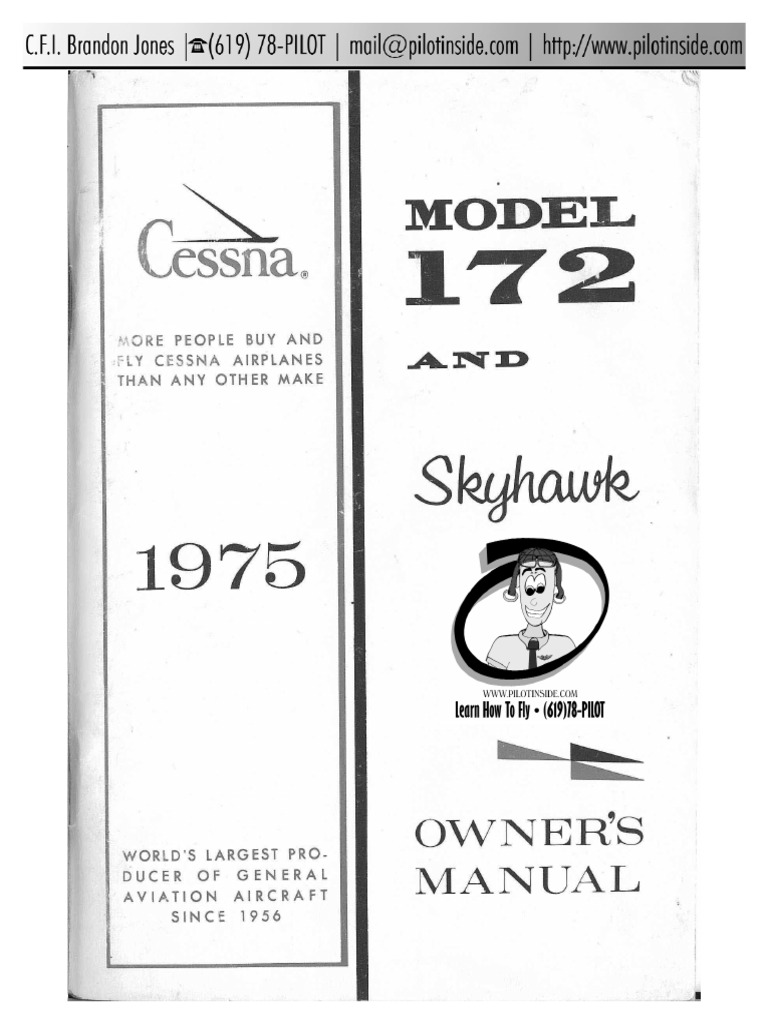 C.F.I. Brandon Jones |☎(619) 78-PILOT | mail@pilotinside.com | http://www.pilotinside.com
Cessna®
MORE PEOPLE BUY AND
FLY CESSNA AIRPLANES
THAN ANY OTHER MAKE
1975
WORLD'S LARGEST PRO-
DUCER OF GENERAL
AVIATION AIRCRAFT
SINCE 1956
MODEL
172
AND
Skyhawk
WWW.PILOTINSIDE.COM
Learn How To Fly • (619)78-PILOT
OWNER'S
MANUAL